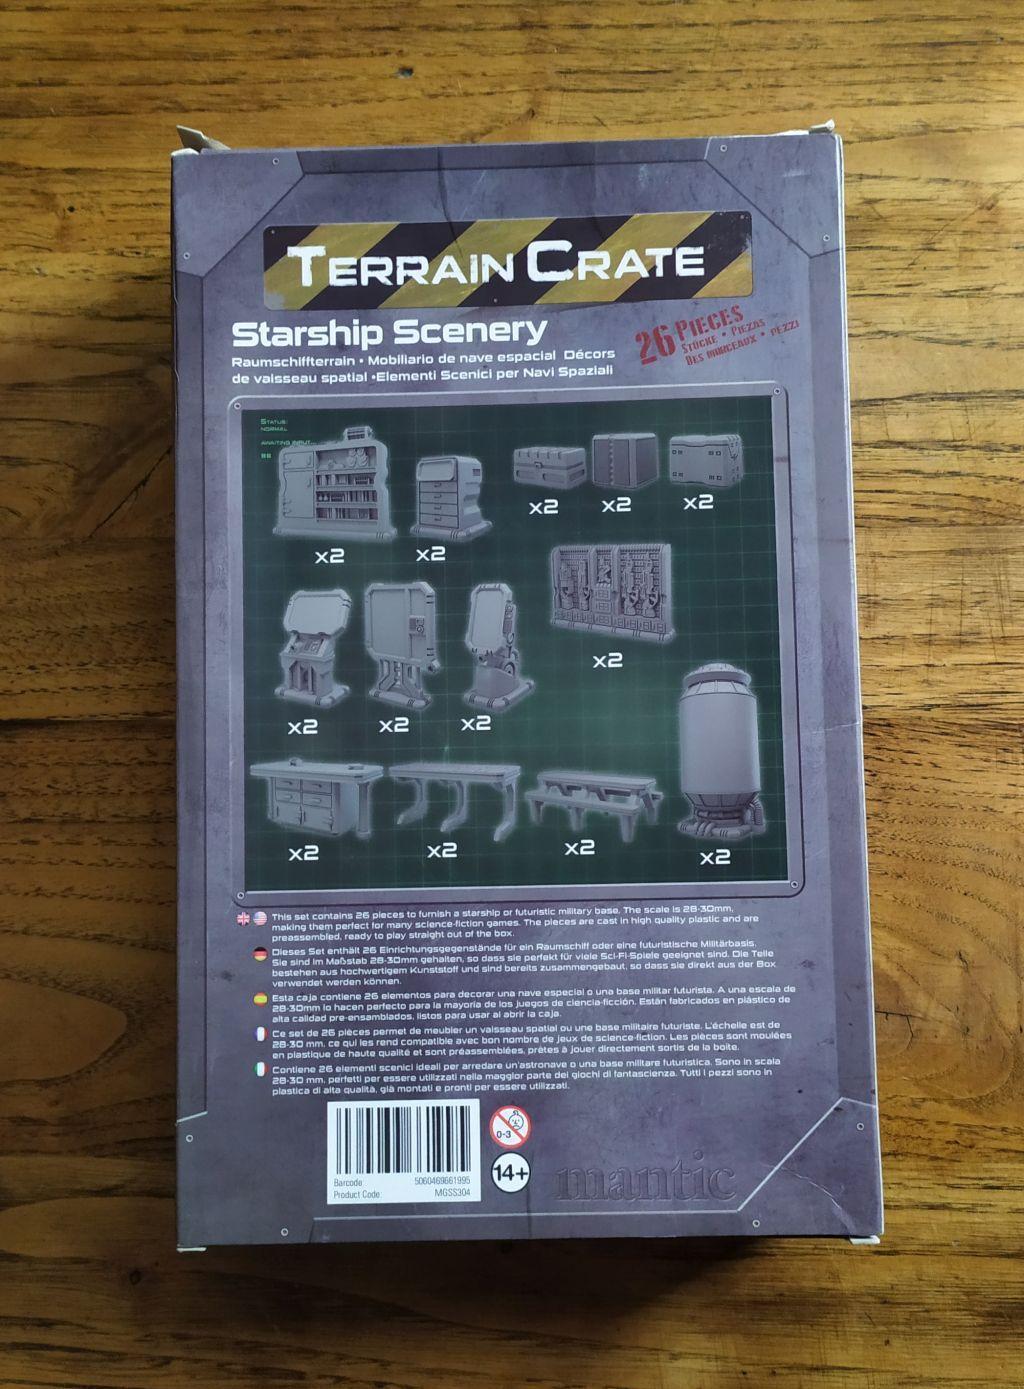 TERRAIN CRATE
Starship Scenery
Raumschiffterrain • Mobiliario de nave espacial Décors
de vaisseau spatial •Elementi Scenici per Navi Spaziali
26 PIECES
STÜCKE • PIEZAS
DES MORCEAUX • PEZZI
STATUS:
NORMAL
AWAITING INPUT...
x2
x2
x2
x2
x2
x2
x2
x2
x2
x2
x2
x2
x2
This set contains 26 pieces to furnish a starship or futuristic military base. The scale is 28-30mm,
making them perfect for many science-fiction games. The pieces are cast in high quality plastic and are
preassembled, ready to play straight out of the box.
Dieses Set enthält 26 Einrichtungsgegenstände für ein Raumschiff oder eine futuristische Militärbasis.
Sie sind im Maßstab 28-30mm gehalten, so dass sie perfekt für viele Sci-Fi-Spiele geeignet sind. Die Teile
bestehen aus hochwertigem Kunststoff und sind bereits zusammengebaut, so dass sie direkt aus der Box
verwendet werden können.
Esta caja contiene 26 elementos para decorar una nave espacial o una base militar futurista. A una escala de
28-30mm lo hacen perfecto para la mayoría de los juegos de ciencia-ficción. Están fabricados en plástico de
alta calidad pre-ensamblados, listos para usar al abrir la caja.
Ce set de 26 pièces permet de meubler un vaisseau spatial ou une base militaire futuriste. L'échelle est de
28-30 mm, ce qui les rend compatible avec bon nombre de jeux de science-fiction. Les pièces sont moulées
en plastique de haute qualité et sont préassemblées, prêtes à jouer directement sortis de la boite.
Contiene 26 elementi scenici ideali per arredare un'astronave o una base militare futuristica. Sono in scala
28-30 mm, perfetti per essere utilizzati nella maggior parte dei giochi di fantascienza. Tutti i pezzi sono in
plastica di alta qualità, già montati e pronti per essere utilizzati.
Barcode 5060469661995
Product Code: MGSS304
0-3
14+
mantic